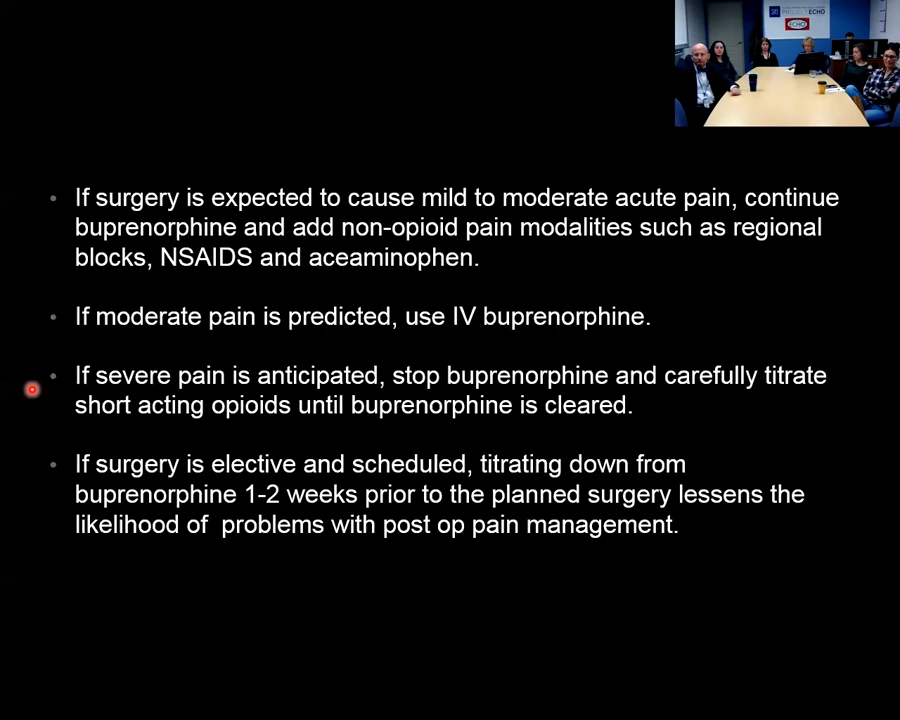 PROJECT ECHO
ECHO
If surgery is expected to cause mild to moderate acute pain, continue
buprenorphine and add non-opioid pain modalities such as regional
blocks, NSAIDS and aceaminophen.
If moderate pain is predicted, use IV buprenorphine.
If severe pain is anticipated, stop buprenorphine and carefully titrate
short acting opioids until buprenorphine is cleared.
If surgery is elective and scheduled, titrating down from
buprenorphine 1-2 weeks prior to the planned surgery lessens the
likelihood of problems with post op pain management.